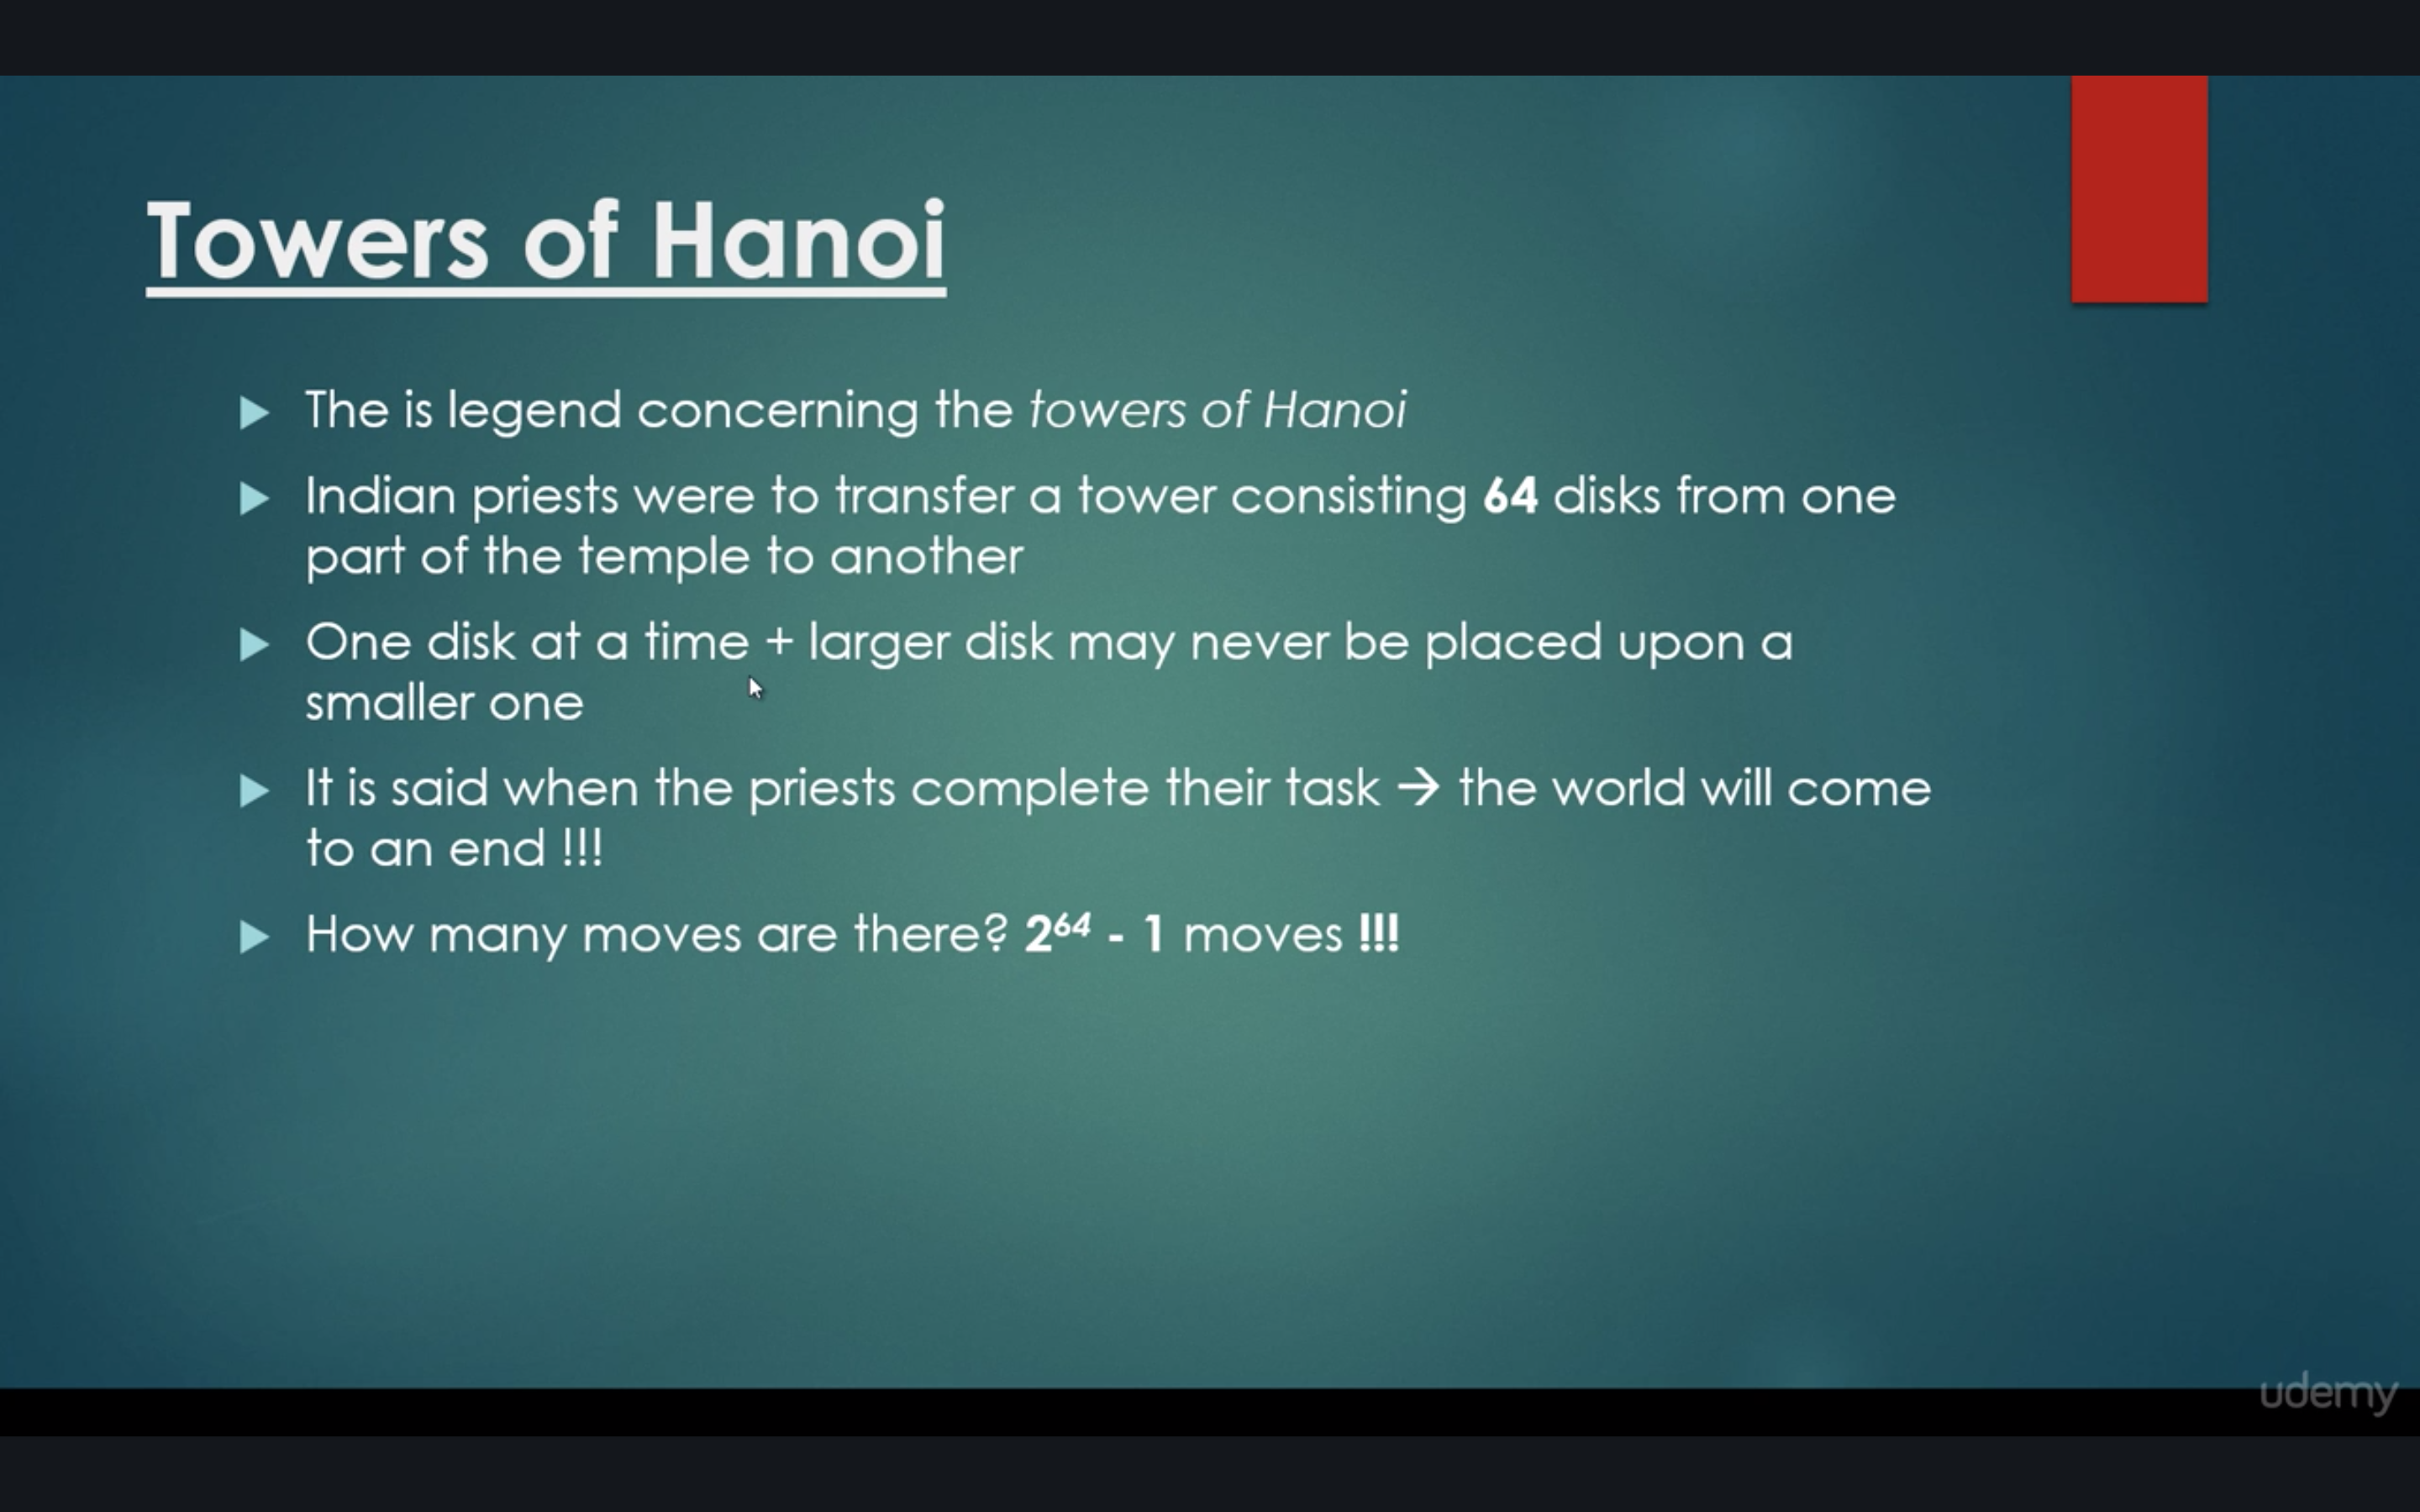 Towers of Hanoi
The is legend concerning the towers of Hanoi
Indian priests were to transfer a tower consisting 64 disks from one
part of the temple to another
One disk at a time + larger disk may never be placed upon a
smaller one
It is said when the priests complete their task → the world will come
to an end !!!
How many moves are there? 2⁶⁴ - 1 moves !!!
udemy